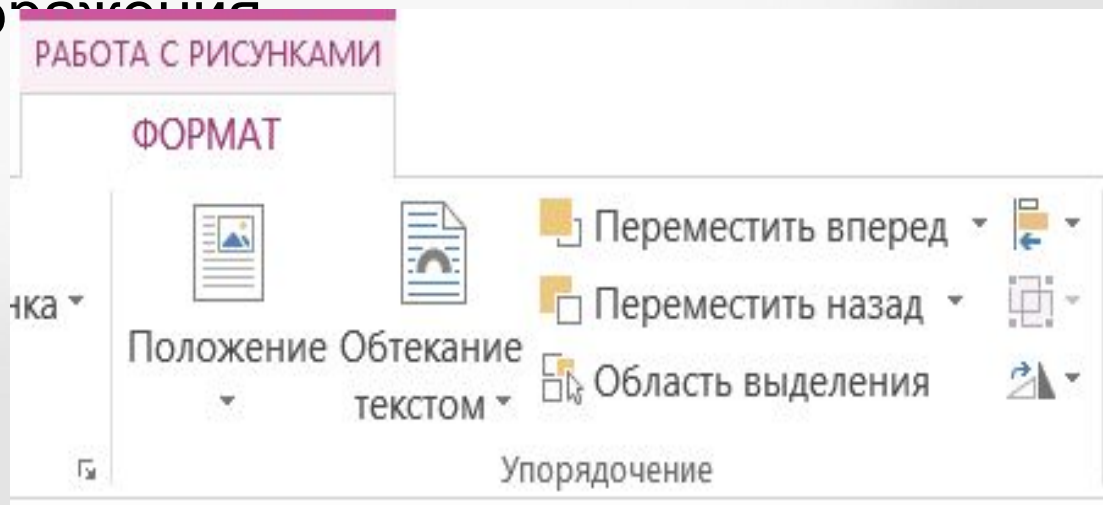 РАБОТА С РИСУНКАМИ
ФОРМАТ
Положение
Обтекание
текстом
Переместить вперед
Переместить назад
Область выделения
Упорядочение